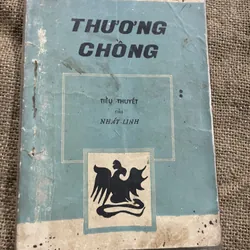 THƯƠNG
CHỒNG
TIỂU THUYẾT
của
NHẤT LINH